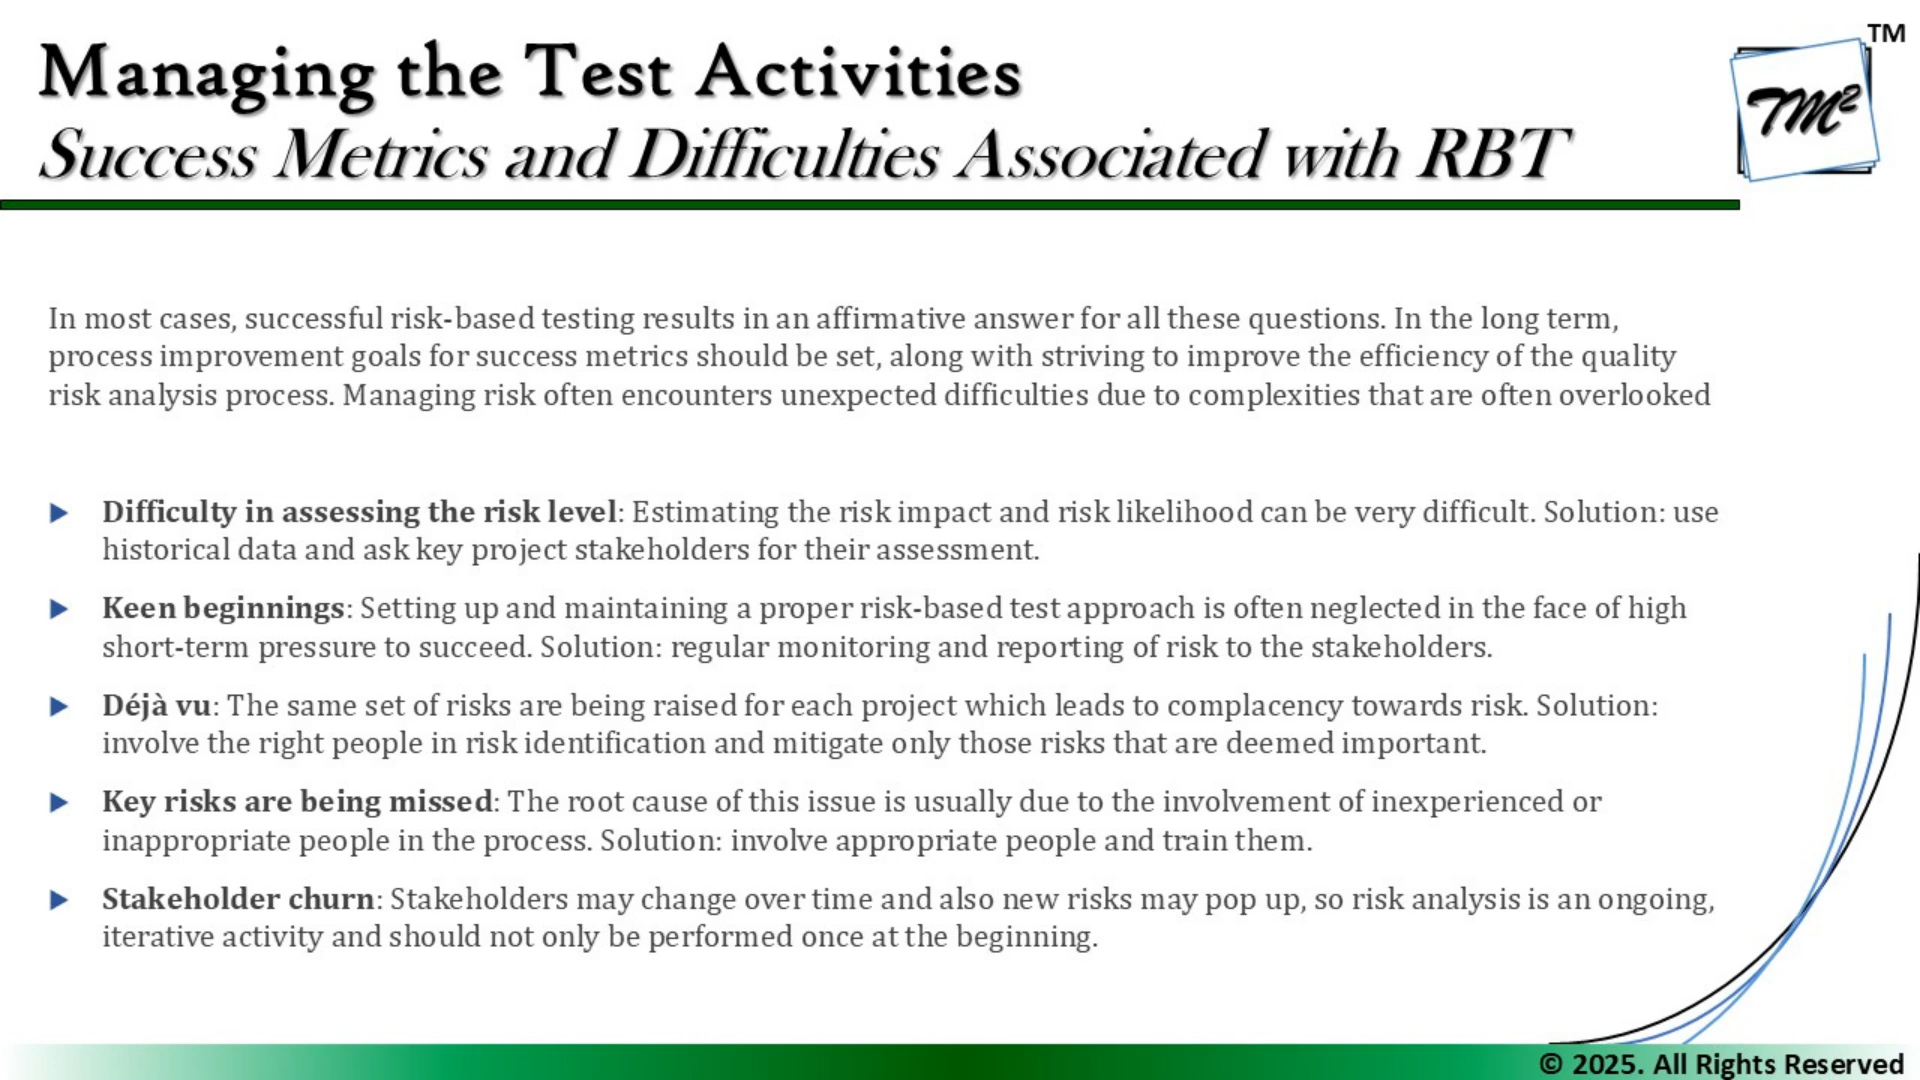 Managing the Test Activities
Success Metrics and Difficulties Associated with RBT
TM
TM²
In most cases, successful risk-based testing results in an affirmative answer for all these questions. In the long term,
process improvement goals for success metrics should be set, along with striving to improve the efficiency of the quality
risk analysis process. Managing risk often encounters unexpected difficulties due to complexities that are often overlooked
Difficulty in assessing the risk level: Estimating the risk impact and risk likelihood can be very difficult. Solution: use
historical data and ask key project stakeholders for their assessment.
Keen beginnings: Setting up and maintaining a proper risk-based test approach is often neglected in the face of high
short-term pressure to succeed. Solution: regular monitoring and reporting of risk to the stakeholders.
Déjà vu: The same set of risks are being raised for each project which leads to complacency towards risk. Solution:
involve the right people in risk identification and mitigate only those risks that are deemed important.
Key risks are being missed: The root cause of this issue is usually due to the involvement of inexperienced or
inappropriate people in the process. Solution: involve appropriate people and train them.
Stakeholder churn: Stakeholders may change over time and also new risks may pop up, so risk analysis is an ongoing,
iterative activity and should not only be performed once at the beginning.
© 2025. All Rights Reserved